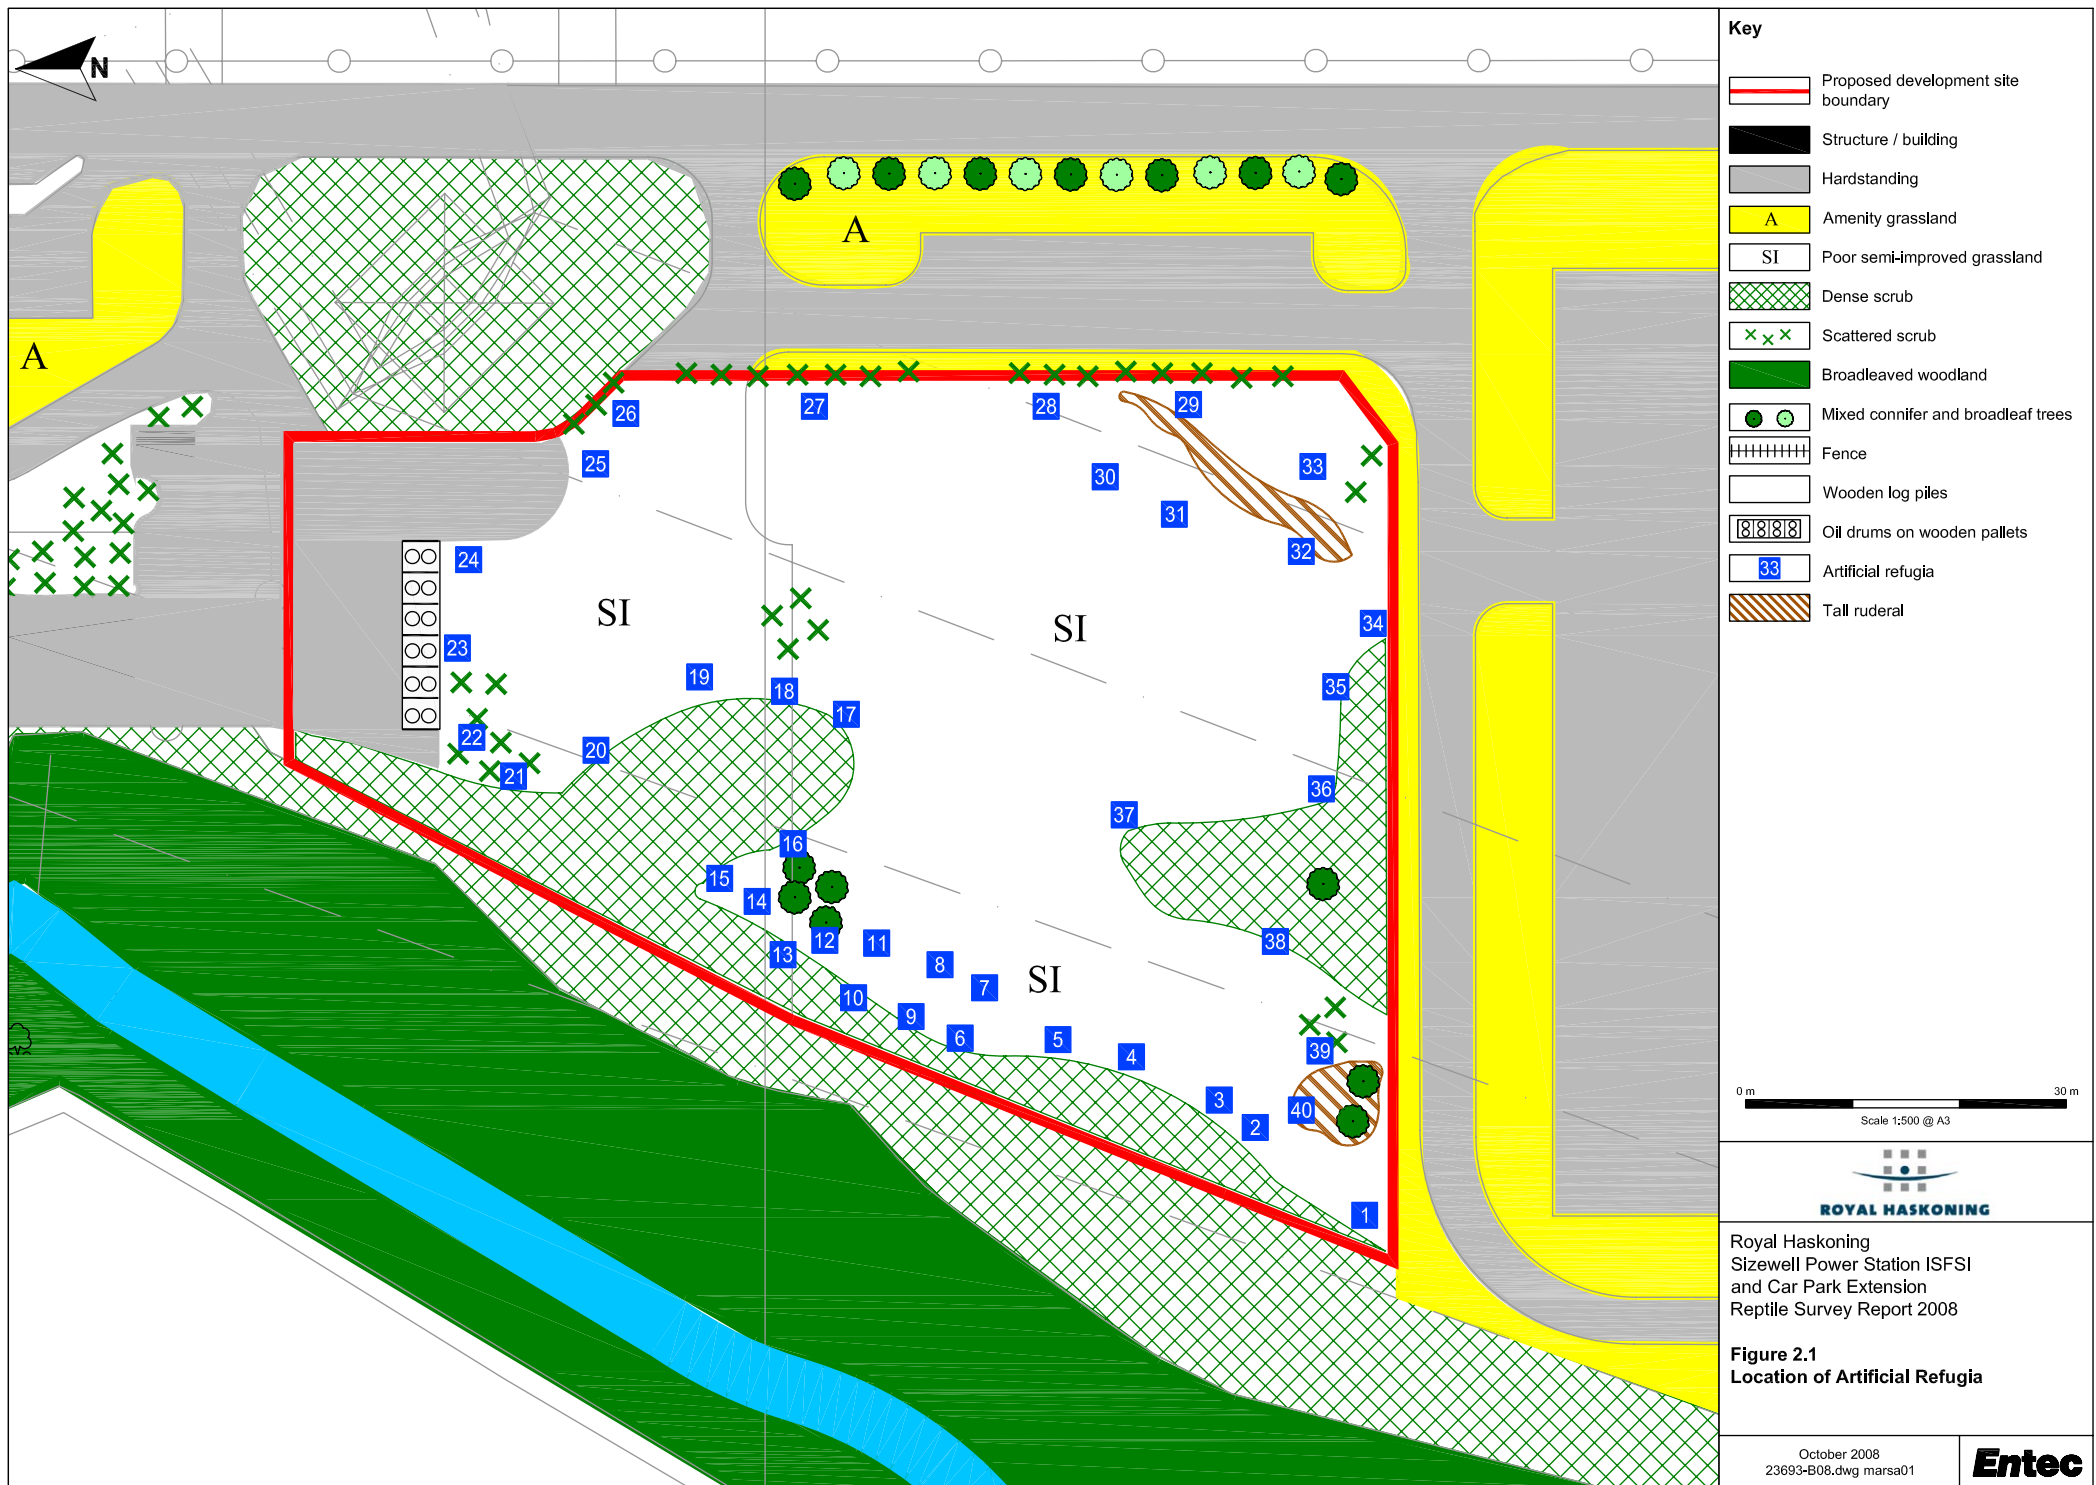 N
A
A
SI
SI
SI
26
27
28
29
25
30
33
31
32
24
23
34
19
18
35
17
22
20
21
36
37
16
15
14
13
12
11
38
8
7
10
9
6
5
4
39
3
40
2
1
Key
Proposed development site
boundary
Structure / building
Hardstanding
A Amenity grassland
SI Poor semi-improved grassland
Dense scrub
Scattered scrub
Broadleaved woodland
Mixed connifer and broadleaf trees
Fence
Wooden log piles
Oil drums on wooden pallets
33 Artificial refugia
Tall ruderal
0 m 30 m
Scale 1:500 @ A3
ROYAL HASKONING
Royal Haskoning
Sizewell Power Station ISFSI
and Car Park Extension
Reptile Survey Report 2008
Figure 2.1
Location of Artificial Refugia
October 2008
23693-B08.dwg marsa01
Entec